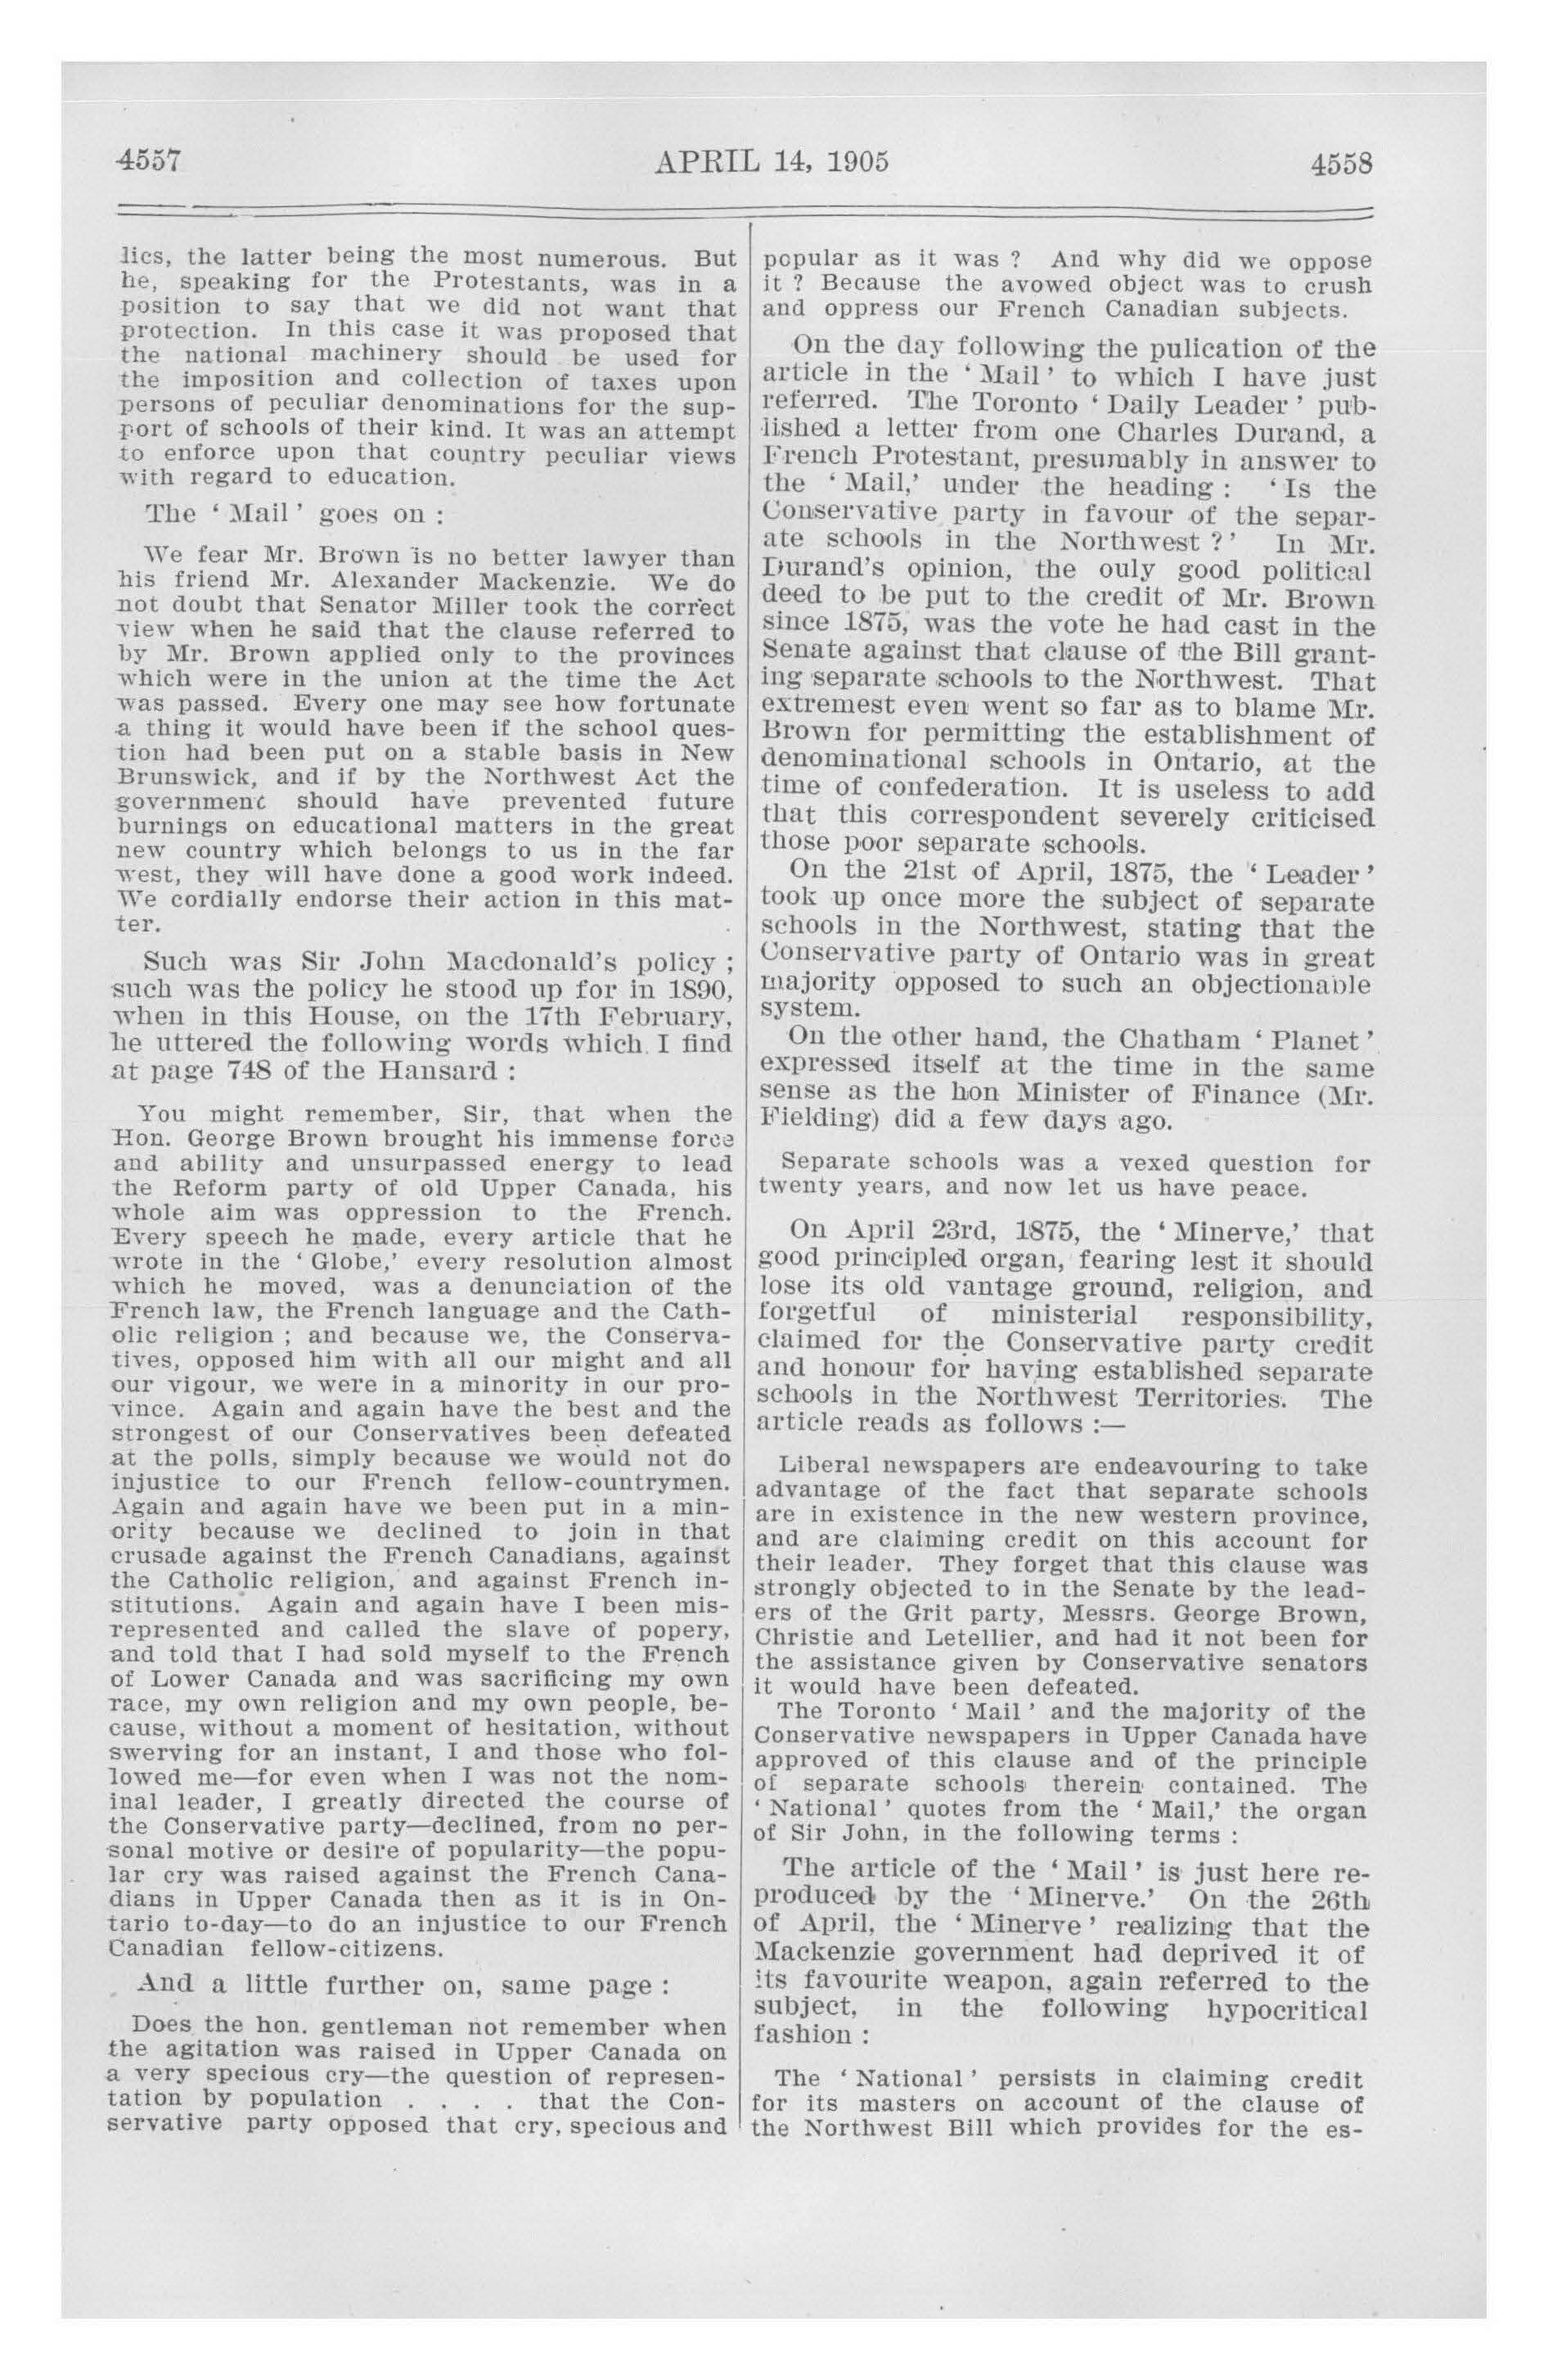 4557
APRIL 14, 1905
4558
lics, the latter being the most numerous. But
he, speaking for the Protestants, was in a
position to say that we did not want that
protection. In this case it was proposed that
the national machinery should be used for
the imposition and collection of taxes upon
persons of peculiar denominations for the sup-
port of schools of their kind. It was an attempt
to enforce upon that country peculiar views
with regard to education.
The ' Mail ' goes on :
We fear Mr. Brown is no better lawyer than
his friend Mr. Alexander Mackenzie. We do
not doubt that Senator Miller took the correct
view when he said that the clause referred to
by Mr. Brown applied only to the provinces
which were in the union at the time the Act
was passed. Every one may see how fortunate
a thing it would have been if the school ques-
tion had been put on a stable basis in New
Brunswick, and if by the Northwest Act the
government should have prevented future
burnings on educational matters in the great
new country which belongs to us in the far
west, they will have done a good work indeed.
We cordially endorse their action in this mat-
ter.
Such was Sir John Macdonald's policy ;
such was the policy he stood up for in 1890,
when in this House, on the 17th February,
he uttered the following words which I find
at page 748 of the Hansard :
You might remember, Sir, that when the
Hon. George Brown brought his immense force
and ability and unsurpassed energy to lead
the Reform party of old Upper Canada, his
whole aim was oppression to the French.
Every speech he made, every article that he
wrote in the ' Globe,' every resolution almost
which he moved, was a denunciation of the
French law, the French language and the Cath-
olic religion ; and because we, the Conserva-
tives, opposed him with all our might and all
our vigour, we were in a minority in our pro-
vince. Again and again have the best and the
strongest of our Conservatives been defeated
at the polls, simply because we would not do
injustice to our French fellow-countrymen.
Again and again have we been put in a min-
ority because we declined to join in that
crusade against the French Canadians, against
the Catholic religion, and against French in-
stitutions. Again and again have I been mis-
represented and called the slave of popery,
and told that I had sold myself to the French
of Lower Canada and was sacrificing my own
race, my own religion and my own people, be-
cause, without a moment of hesitation, without
swerving for an instant, I and those who fol-
lowed me—for even when I was not the nom-
inal leader, I greatly directed the course of
the Conservative party—declined, from no per-
sonal motive or desire of popularity—the popu-
lar cry was raised against the French Cana-
dians in Upper Canada then as it is in On-
tario to-day—to do an injustice to our French
Canadian fellow-citizens.
And a little further on, same page :
Does the hon. gentleman not remember when
the agitation was raised in Upper Canada on
a very specious cry—the question of represen-
tation by population . . . . that the Con-
servative party opposed that cry, specious and
popular as it was ? And why did we oppose
it ? Because the avowed object was to crush
and oppress our French Canadian subjects.
On the day following the pulication of the
article in the ' Mail ' to which I have just
referred. The Toronto ' Daily Leader ' pub-
lished a letter from one Charles Durand, a
French Protestant, presumably in answer to
the ' Mail,' under the heading : ' Is the
Conservative party in favour of the separ-
ate schools in the Northwest ? ' In Mr.
Durand's opinion, the ouly good political
deed to be put to the credit of Mr. Brown
since 1875, was the vote he had cast in the
Senate against that clause of the Bill grant-
ing separate schools to the Northwest. That
extremest even went so far as to blame Mr.
Brown for permitting the establishment of
denominational schools in Ontario, at the
time of confederation. It is useless to add
that this correspondent severely criticised
those poor separate schools.
On the 21st of April, 1875, the ' Leader '
took up once more the subject of separate
schools in the Northwest, stating that the
Conservative party of Ontario was in great
majority opposed to such an objectionable
system.
On the other hand, the Chatham ' Planet '
expressed itself at the time in the same
sense as the hon Minister of Finance (Mr.
Fielding) did a few days ago.
Separate schools was a vexed question for
twenty years, and now let us have peace.
On April 23rd, 1875, the ' Minerve,' that
good principled organ, fearing lest it should
lose its old vantage ground, religion, and
forgetful of ministerial responsibility,
claimed for the Conservative party credit
and honour for having established separate
schools in the Northwest Territories. The
article reads as follows :—
Liberal newspapers are endeavouring to take
advantage of the fact that separate schools
are in existence in the new western province,
and are claiming credit on this account for
their leader. They forget that this clause was
strongly objected to in the Senate by the lead-
ers of the Grit party, Messrs. George Brown,
Christie and Letellier, and had it not been for
the assistance given by Conservative senators
it would have been defeated.
The Toronto ' Mail ' and the majority of the
Conservative newspapers in Upper Canada have
approved of this clause and of the principle
of separate schools therein contained. The
' National ' quotes from the ' Mail,' the organ
of Sir John, in the following terms :
The article of the ' Mail ' is just here re-
produced by the ' Minerve.' On the 26th
of April, the ' Minerve ' realizing that the
Mackenzie government had deprived it of
its favourite weapon, again referred to the
subject, in the following hypocritical
fashion :
The ' National ' persists in claiming credit
for its masters on account of the clause of
the Northwest Bill which provides for the es-